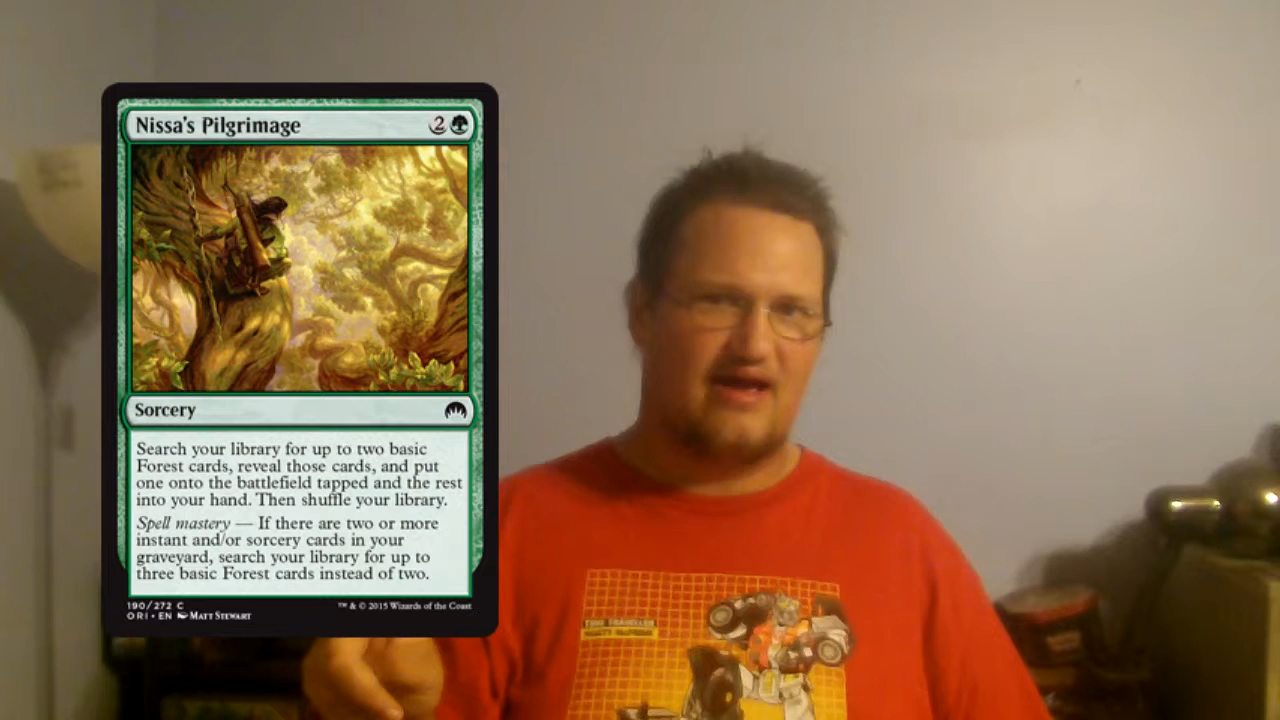 Nissa's Pilgrimage 2
Sorcery
Search your library for up to two basic
Forest cards, reveal those cards, and put
one onto the battlefield tapped and the rest
into your hand. Then shuffle your library.
Spell mastery — If there are two or more
instant and/or sorcery cards in your
graveyard, search your library for up to
three basic Forest cards instead of two.
190/272 C
ORI • EN Matt Stewart
™ & © 2015 Wizards of the Coast